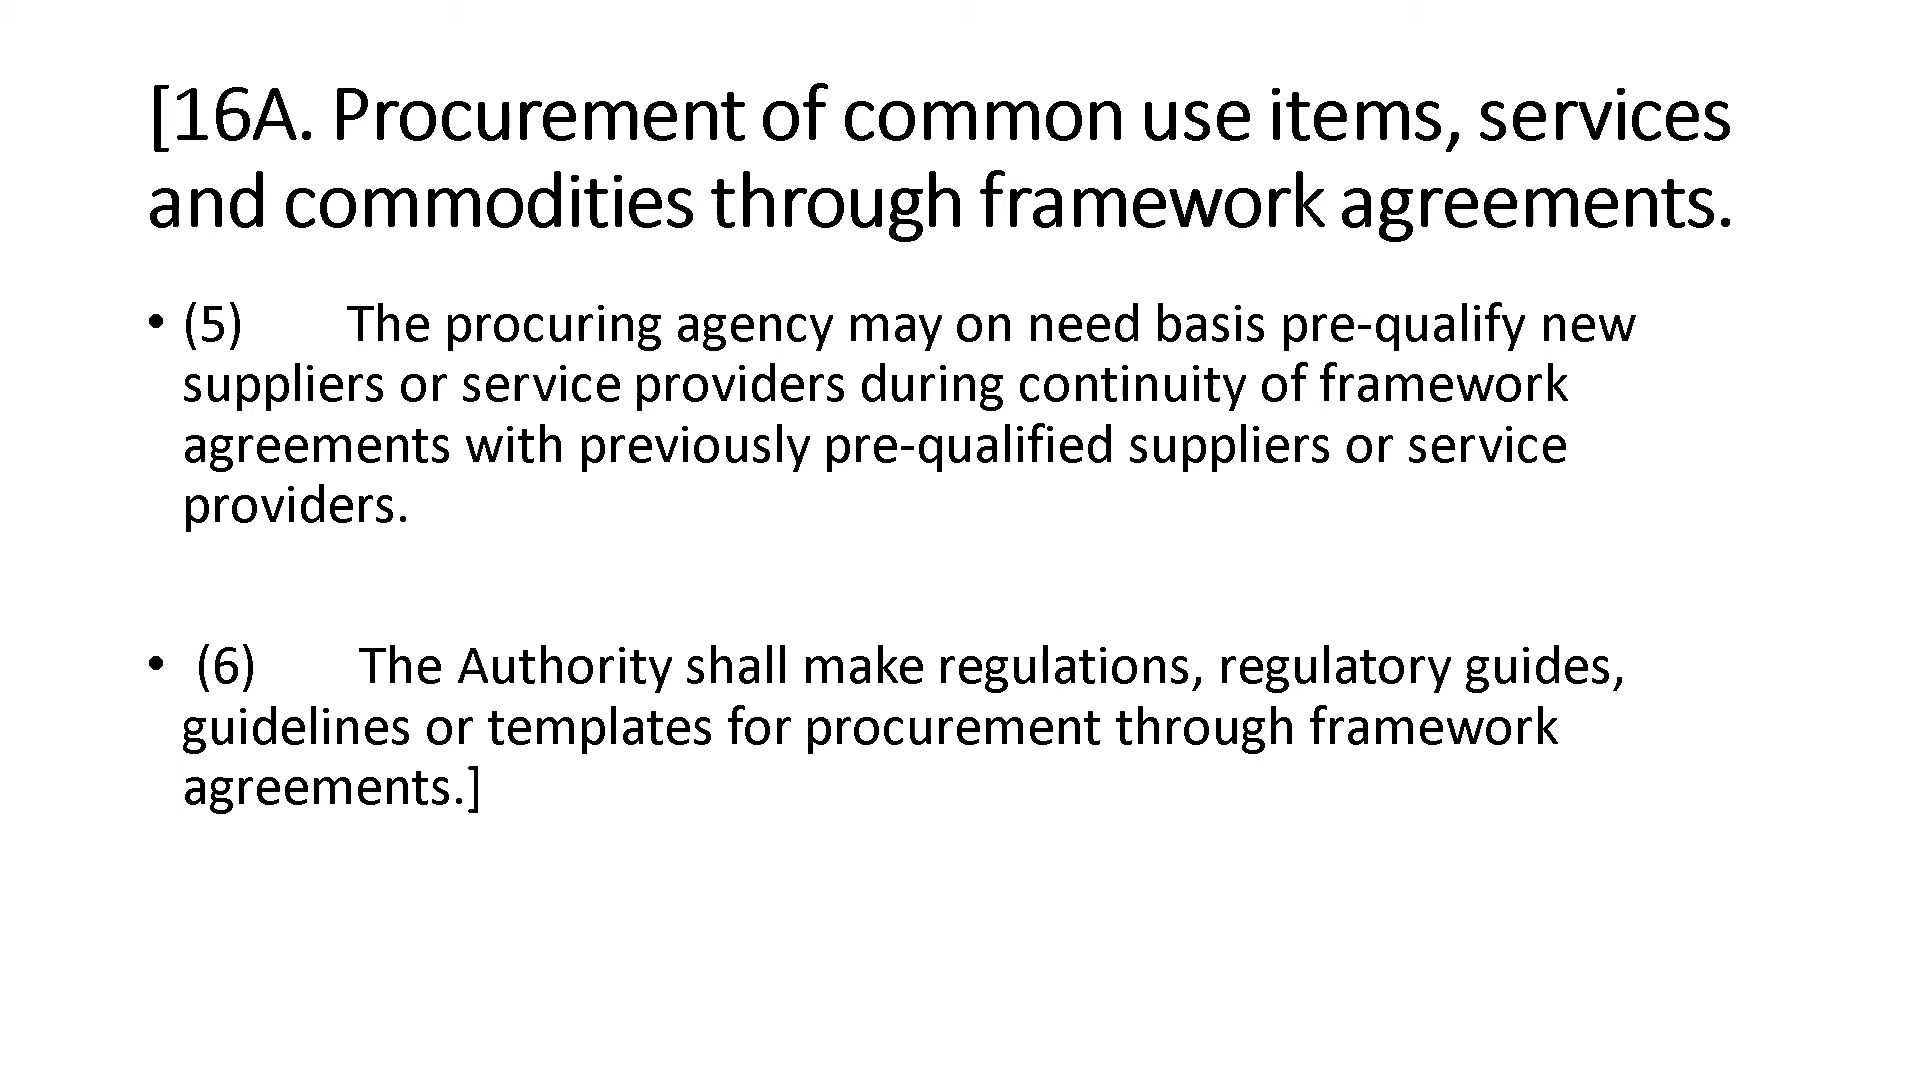 [16A. Procurement of common use items, services
and commodities through framework agreements.
• (5) The procuring agency may on need basis pre-qualify new
suppliers or service providers during continuity of framework
agreements with previously pre-qualified suppliers or service
providers.
• (6) The Authority shall make regulations, regulatory guides,
guidelines or templates for procurement through framework
agreements.]